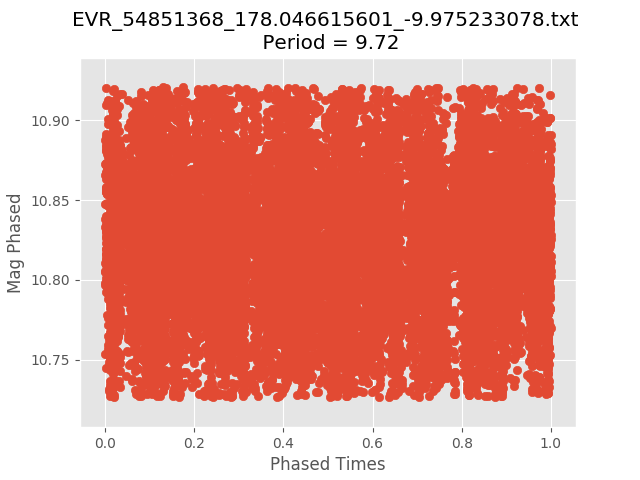 EVR_54851368_178.046615601_-9.975233078.txt
Period = 9.72
10.90
10.85
10.80
10.75
Mag Phased
0.0 0.2 0.4 0.6 0.8 1.0
Phased Times